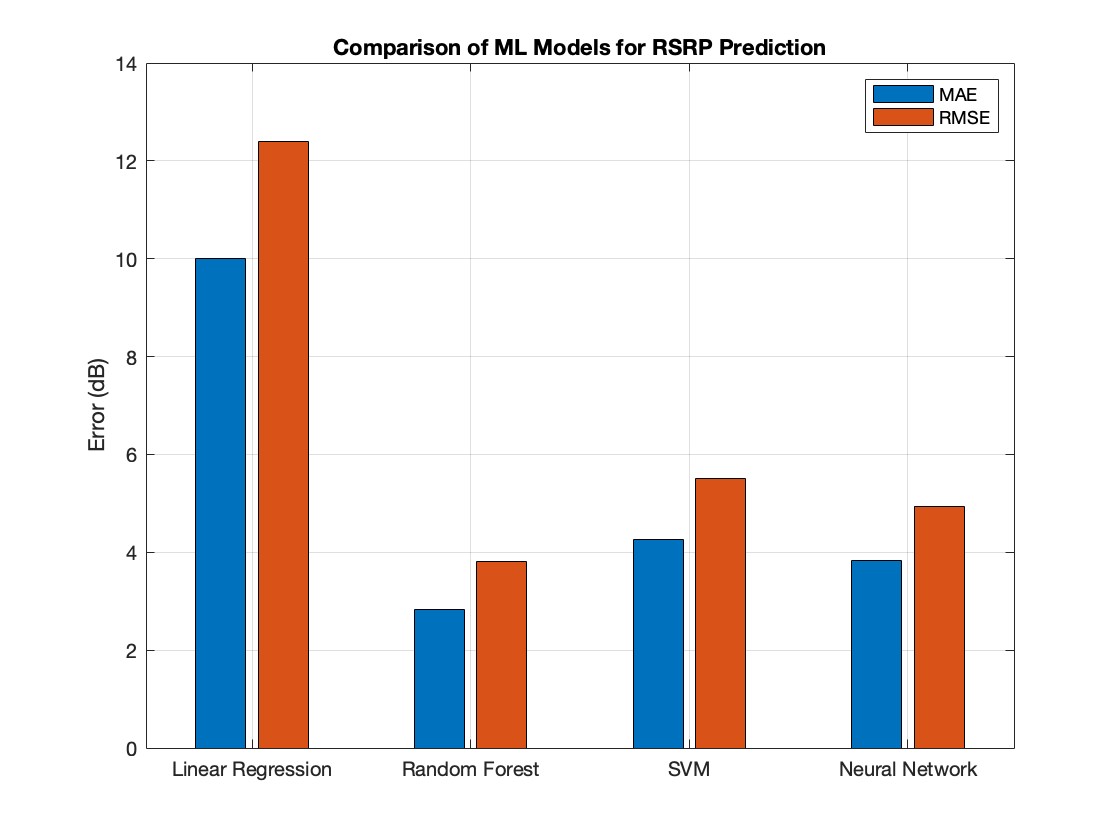 Comparison of ML Models for RSRP Prediction
14
12
10
8
6
4
2
0
Error (dB)
MAE
RMSE
Linear Regression
Random Forest
SVM
Neural Network